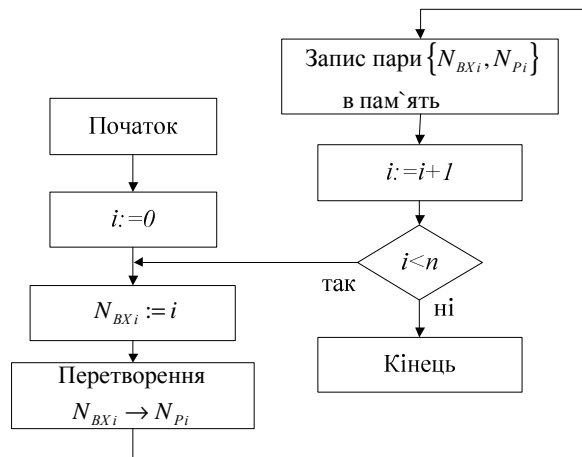 Початок
i:=0
N_{BXi} := i
Перетворення
N_{BXi} → N_{Pi}
Запис пари {N_{BXi}, N_{Pi}}
в пам`ять
i:=i+1
i<n
так
ні
Кінець